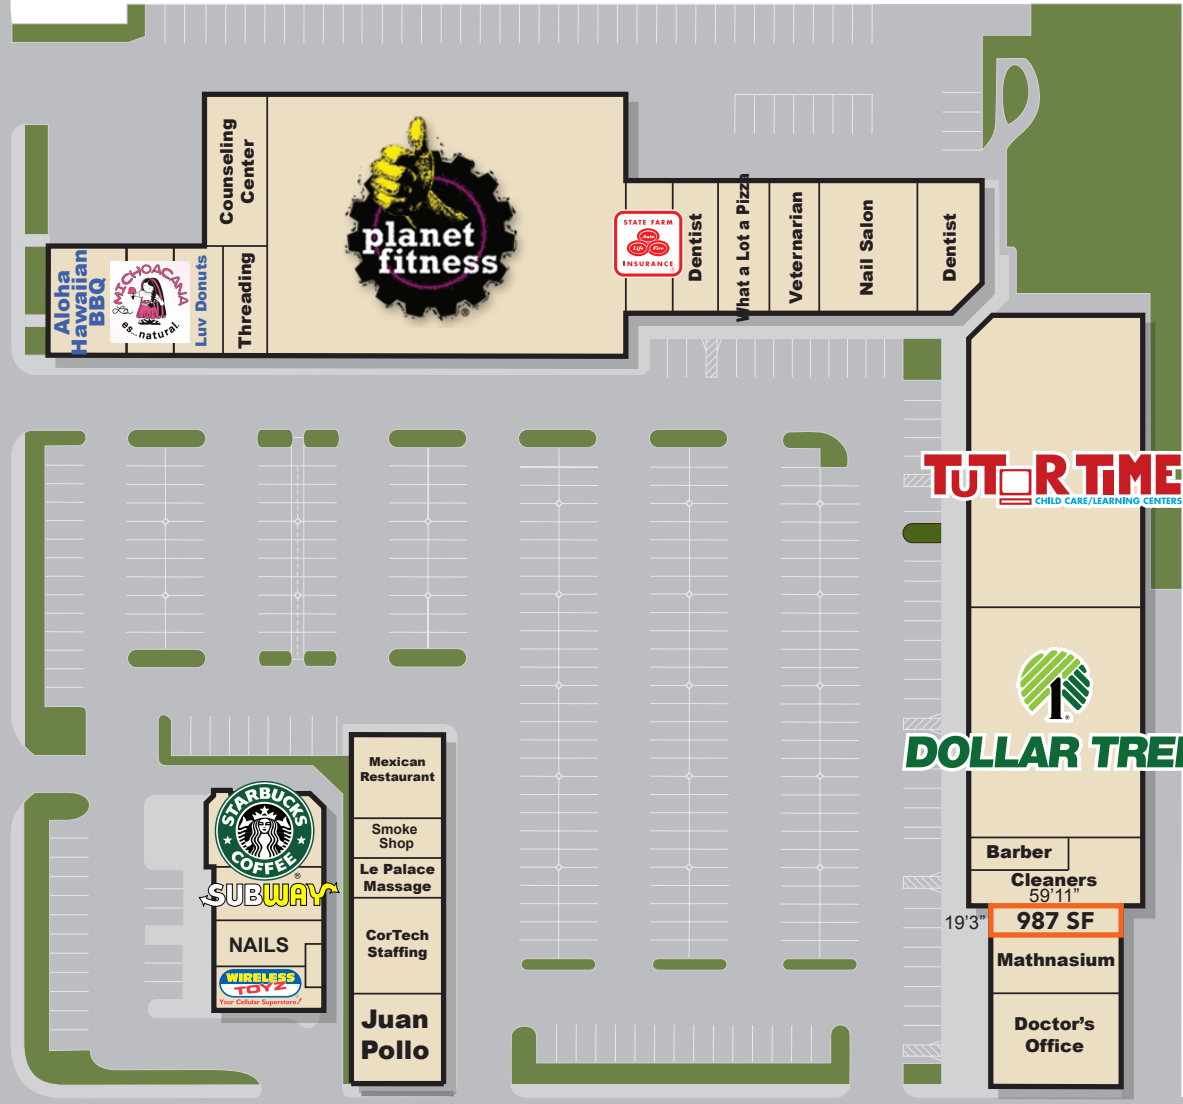 Counseling
Center
planet
fitness
STATE FARM
Auto
Life
Fire
INSURANCE
Dentist
What a Lot a Pizza
Veternarian
Nail Salon
Dentist
Aloha
Hawaiian
BBQ
MICHOACANA
es... natural.
Luv Donuts
Threading
TUTOR TiME
CHILD CARE/LEARNING CENTERS
1
DOLLAR TREE
Mexican
Restaurant
Smoke
Shop
Le Palace
Massage
CorTech
Staffing
Juan
Pollo
STARBUCKS
COFFEE
SUBWAY
NAILS
WIRELESS
TOYZ
Your Cellular Superstore!
Barber
Cleaners
59'11"
19'3"
987 SF
Mathnasium
Doctor's
Office